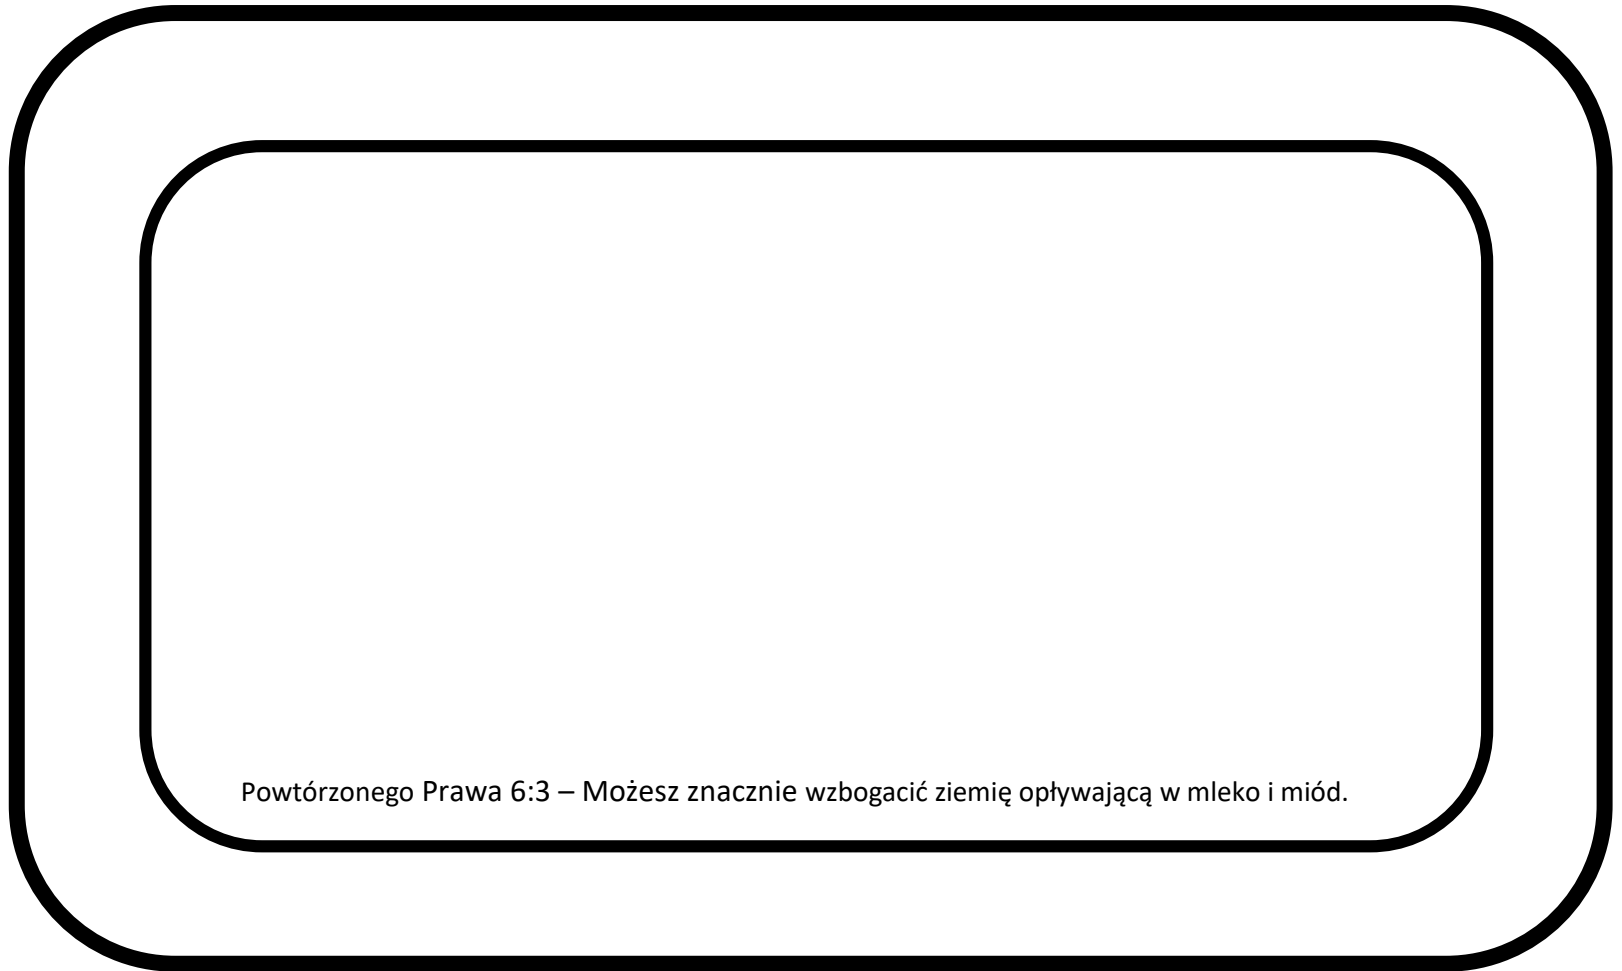 Powtórzonego Prawa 6:3 – Możesz znacznie wzbogacić ziemię opływającą w mleko i miód.